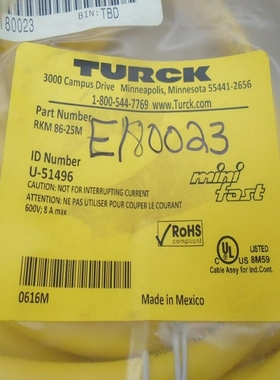 80023
BIN:TBD
TURCK
3000 Campus Drive Minneapolis, Minnesota 55441-2656
1-800-544-7769 www.Turck.com
Part Number
RKM 86-25M
E180023
ID Number
U-51496
CAUTION: NOT FOR INTERRUPTING CURRENT
ATTENTION: NE PAS UTILISER POUR COUPER LE COURANT
600V; 8 A max
mini fast
RoHS
compliant
UL
LISTED
C US 8M59
Cable Assy for Ind.Cont.
0616M
Made in Mexico